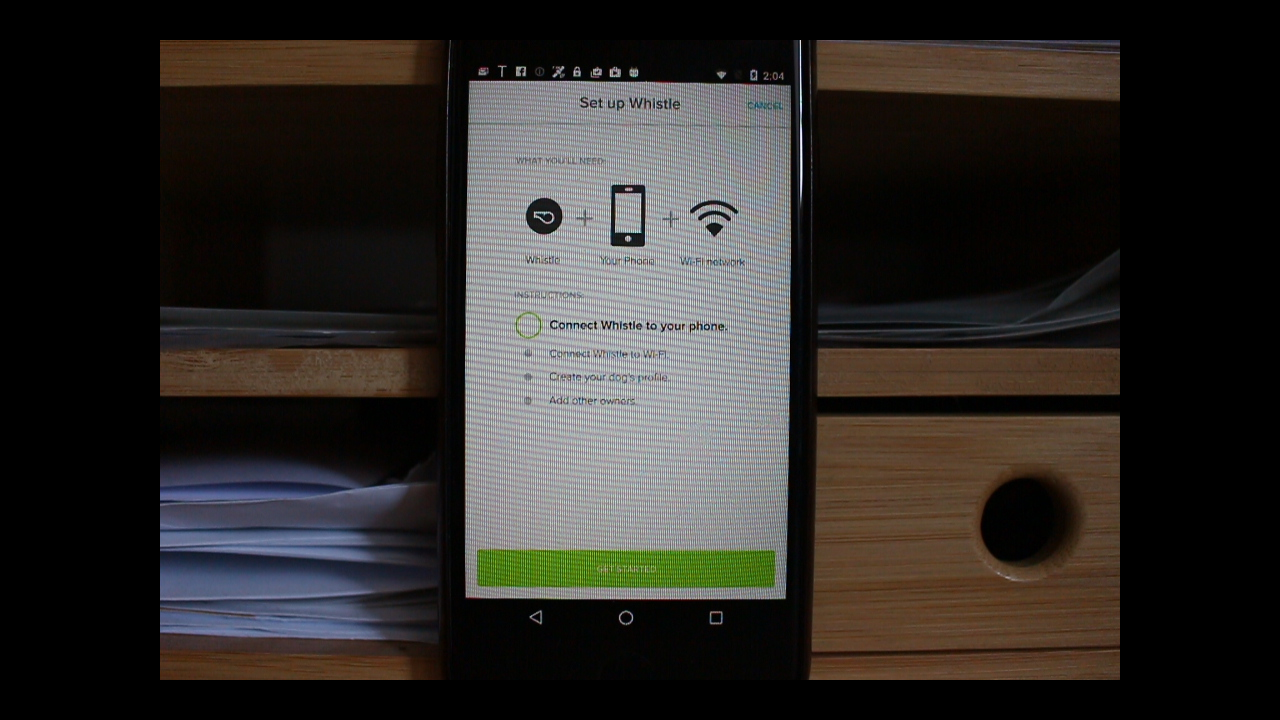 2:04
Set up Whistle
CANCEL
WHAT YOU'LL NEED:
Whistle
Your Phone
Wi-Fi network
INSTRUCTIONS:
Connect Whistle to your phone.
Connect Whistle to Wi-Fi.
Create your dog's profile.
Add other owners.
GET STARTED